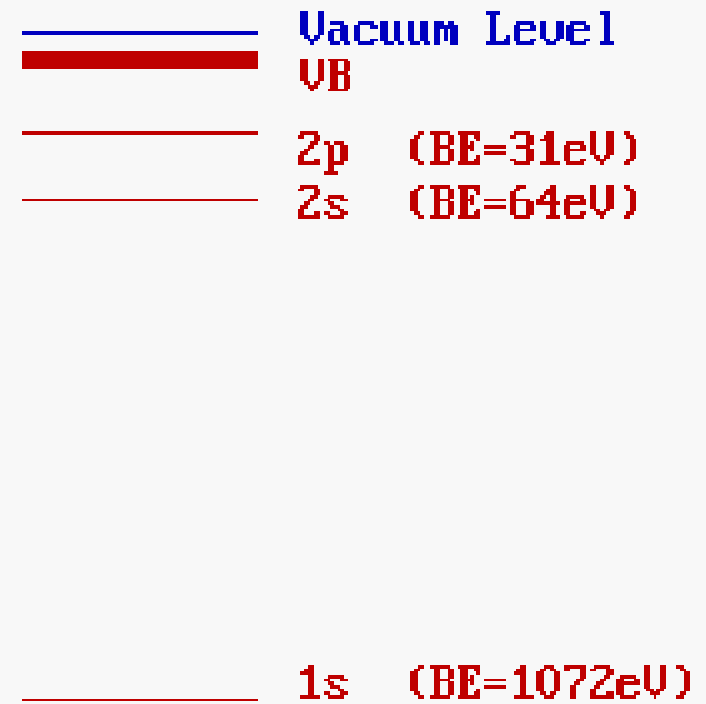 Vacuum Level
VB
2p (BE=31eV)
2s (BE=64eV)
1s (BE=1072eV)